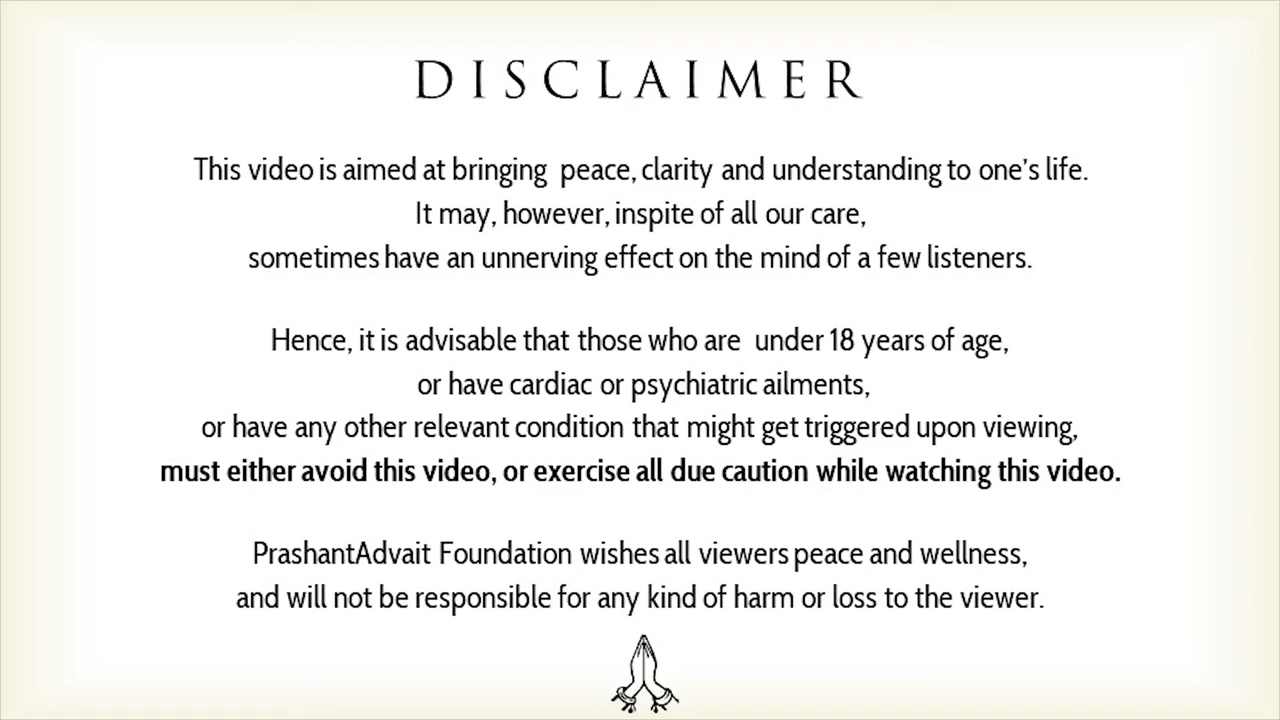 DISCLAIMER
This video is aimed at bringing peace, clarity and understanding to one's life.
It may, however, inspite of all our care,
sometimes have an unnerving effect on the mind of a few listeners.
Hence, it is advisable that those who are under 18 years of age,
or have cardiac or psychiatric ailments,
or have any other relevant condition that might get triggered upon viewing,
must either avoid this video, or exercise all due caution while watching this video.
PrashantAdvait Foundation wishes all viewers peace and wellness,
and will not be responsible for any kind of harm or loss to the viewer.